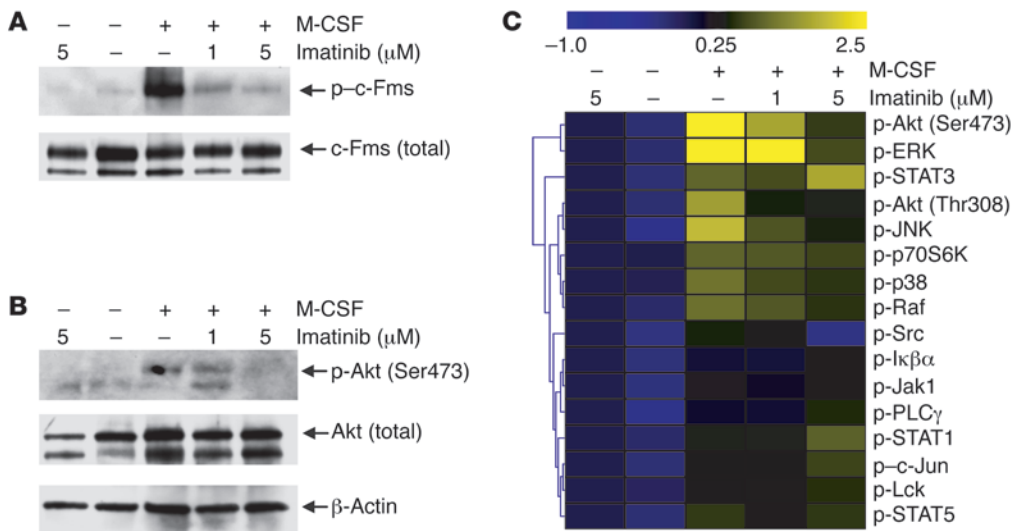 A
– – + + + M-CSF
5 – – 1 5 Imatinib (μM)
p–c-Fms
c-Fms (total)
B
– – + + + M-CSF
5 – – 1 5 Imatinib (μM)
p-Akt (Ser473)
Akt (total)
β-Actin
C
–1.0 0.25 2.5
– – + + + M-CSF
5 – – 1 5 Imatinib (μM)
p-Akt (Ser473)
p-ERK
p-STAT3
p-Akt (Thr308)
p-JNK
p-p70S6K
p-p38
p-Raf
p-Src
p-Iκβα
p-Jak1
p-PLCγ
p-STAT1
p–c-Jun
p-Lck
p-STAT5